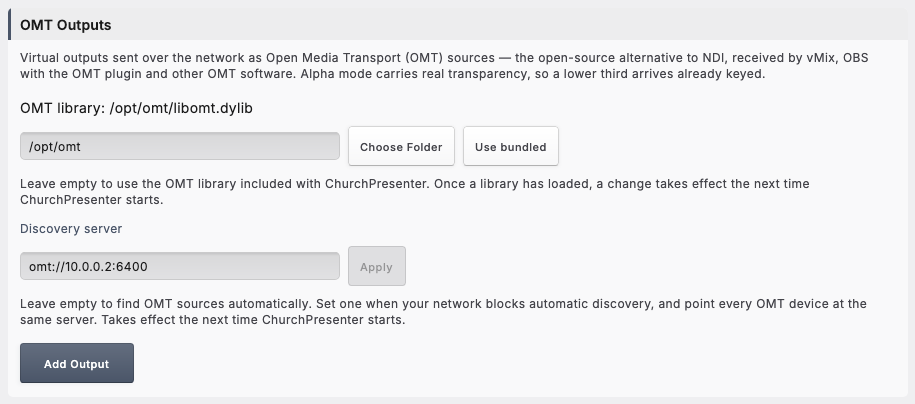 OMT Outputs
Virtual outputs sent over the network as Open Media Transport (OMT) sources — the open-source alternative to NDI, received by vMix, OBS
with the OMT plugin and other OMT software. Alpha mode carries real transparency, so a lower third arrives already keyed.
OMT library: /opt/omt/libomt.dylib
/opt/omt
Choose Folder
Use bundled
Leave empty to use the OMT library included with ChurchPresenter. Once a library has loaded, a change takes effect the next time
ChurchPresenter starts.
Discovery server
omt://10.0.0.2:6400
Apply
Leave empty to find OMT sources automatically. Set one when your network blocks automatic discovery, and point every OMT device at the
same server. Takes effect the next time ChurchPresenter starts.
Add Output